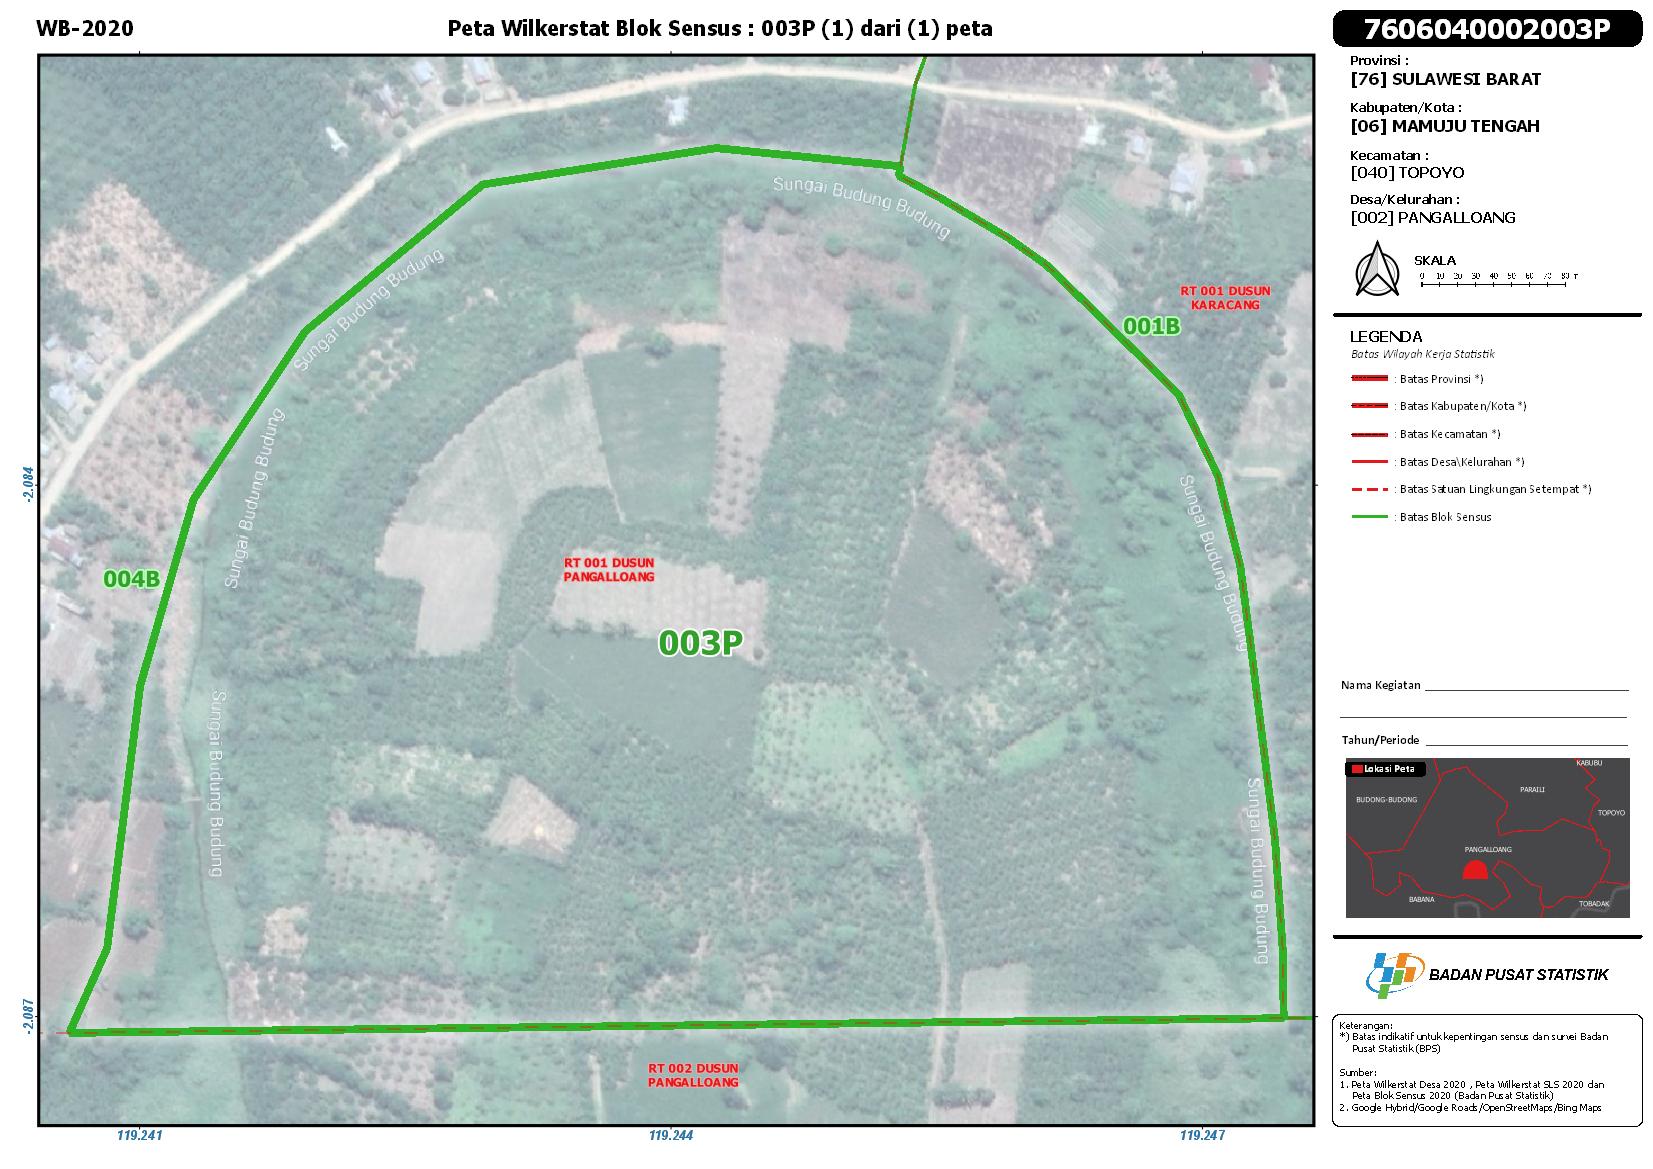 WB-2020
Peta Wilkerstat Blok Sensus : 003P (1) dari (1) peta
7606040002003P
Provinsi :
[76] SULAWESI BARAT
Kabupaten/Kota :
[06] MAMUJU TENGAH
Kecamatan :
[040] TOPOYO
Desa/Kelurahan :
[002] PANGALLOANG
SKALA
0 10 20 30 40 50 60 70 80 m
LEGENDA
Batas Wilayah Kerja Statistik
: Batas Provinsi *)
: Batas Kabupaten/Kota *)
: Batas Kecamatan *)
: Batas Desa\Kelurahan *)
: Batas Satuan Lingkungan Setempat *)
: Batas Blok Sensus
Nama Kegiatan
Tahun/Periode
Lokasi Peta
KABUBU
BUDONG-BUDONG
PARAILI
TOPOYO
PANGALLOANG
BABANA
TOBADAK
BADAN PUSAT STATISTIK
Keterangan:
*) Batas indikatif untuk kepentingan sensus dan survei Badan
Pusat Statistik (BPS)
Sumber:
1. Peta Wilkerstat Desa 2020 , Peta Wilkerstat SLS 2020 dan
Peta Blok Sensus 2020 (Badan Pusat Statistik)
2. Google Hybrid/Google Roads/OpenStreetMaps/Bing Maps
Sungai Budung Budung
Sungai Budung Budung
Sungai Budung Budung
Sungai Budung Budung
Sungai Budung Budung
Sungai Budung Budung
RT 001 DUSUN
KARACANG
001B
004B
RT 001 DUSUN
PANGALLOANG
003P
RT 002 DUSUN
PANGALLOANG
-2.084
-2.087
119.241
119.244
119.247